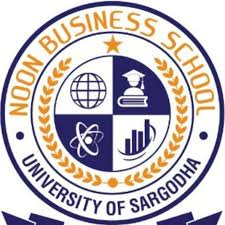 NOON BUSINESS SCHOOL
UNIVERSITY OF SARGODHA